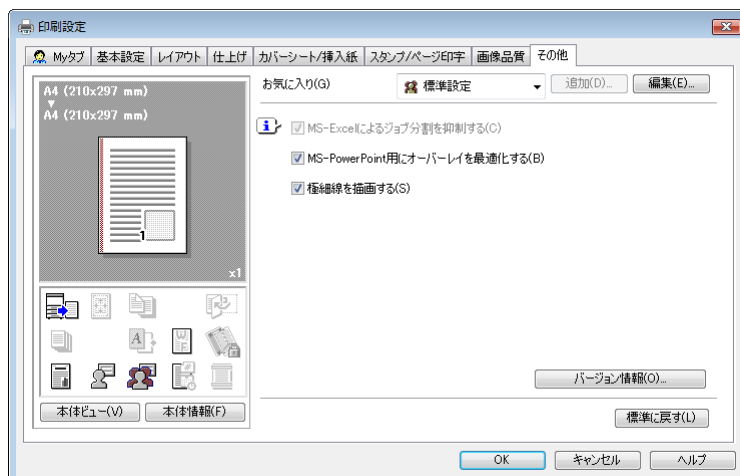 印刷設定
Myタブ 基本設定 レイアウト 仕上げ カバーシート/挿入紙 スタンプ/ページ印字 画像品質 その他
A4 (210x297 mm)
A4 (210x297 mm)
1
x1
本体ビュー(V) 本体情報(F)
お気に入り(G) 標準設定 追加(D)... 編集(E)...
MS-Excelによるジョブ分割を抑制する(C)
MS-PowerPoint用にオーバーレイを最適化する(B)
極細線を描画する(S)
バージョン情報(O)...
標準に戻す(L)
OK キャンセル ヘルプ